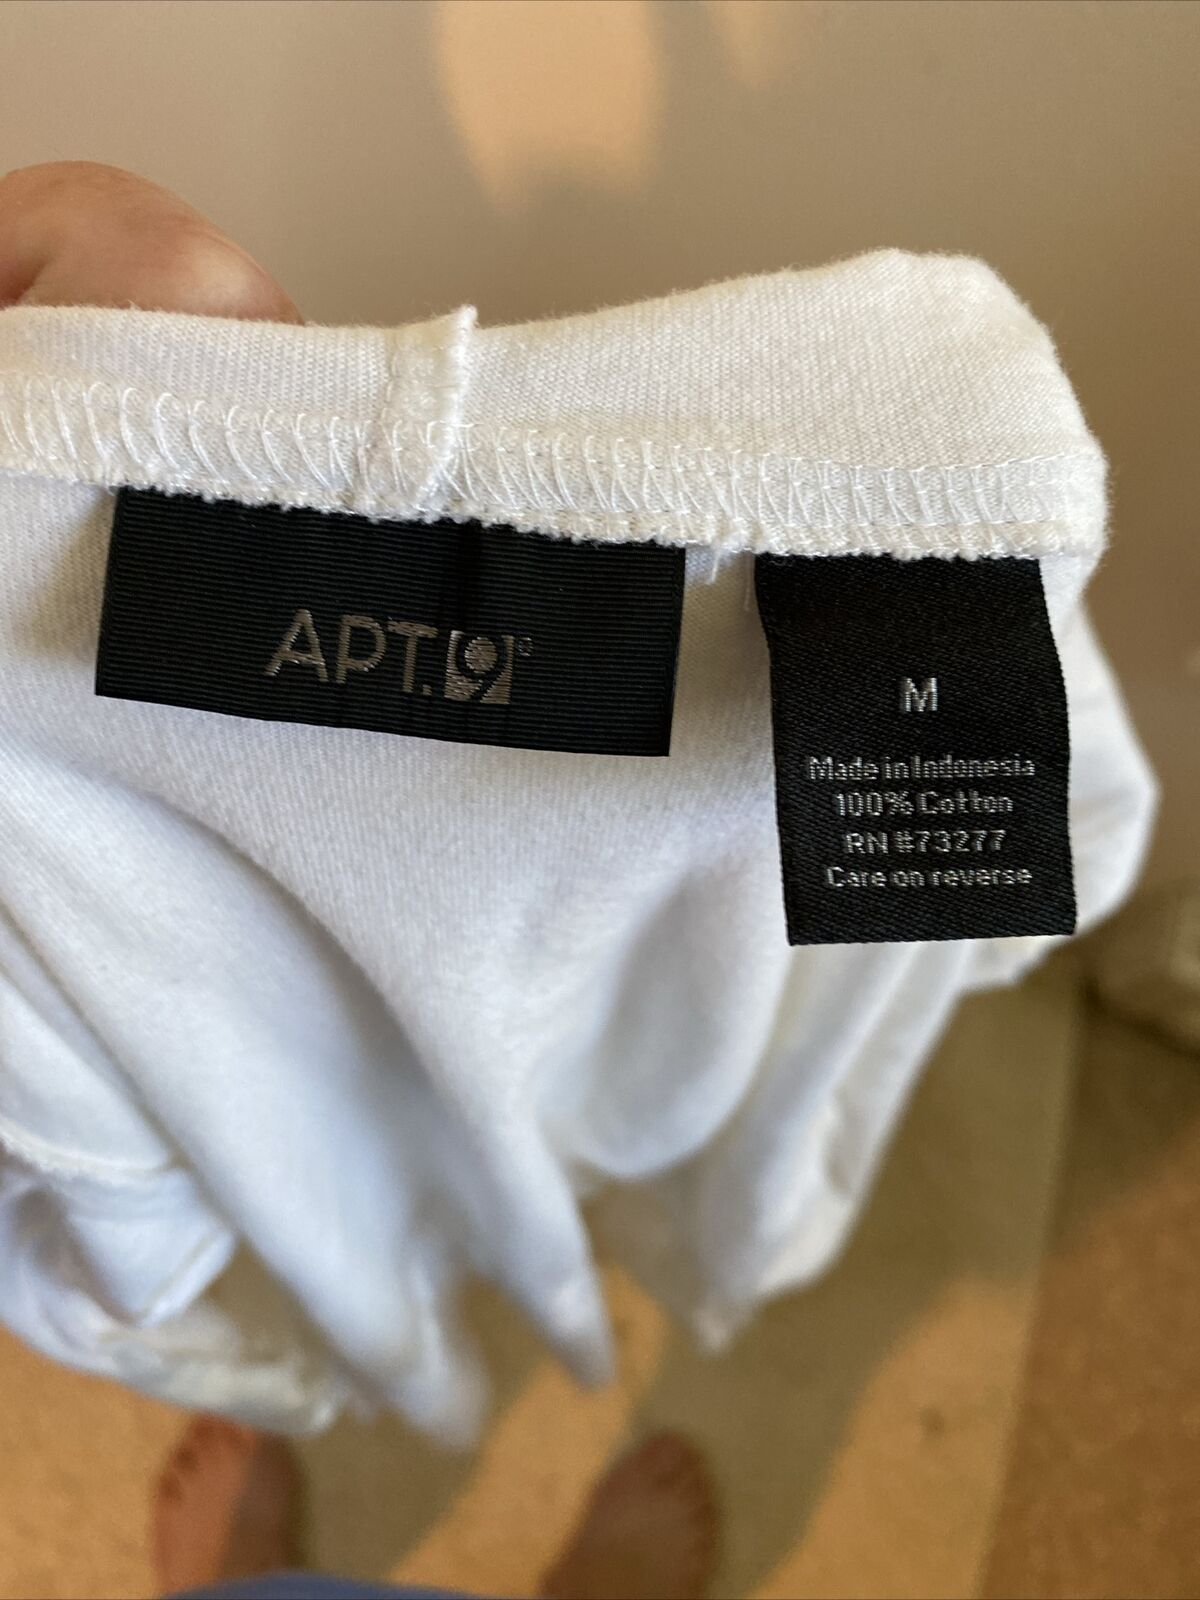 APT.9®
M
Made in Indonesia
100% Cotton
RN #73277
Care on reverse